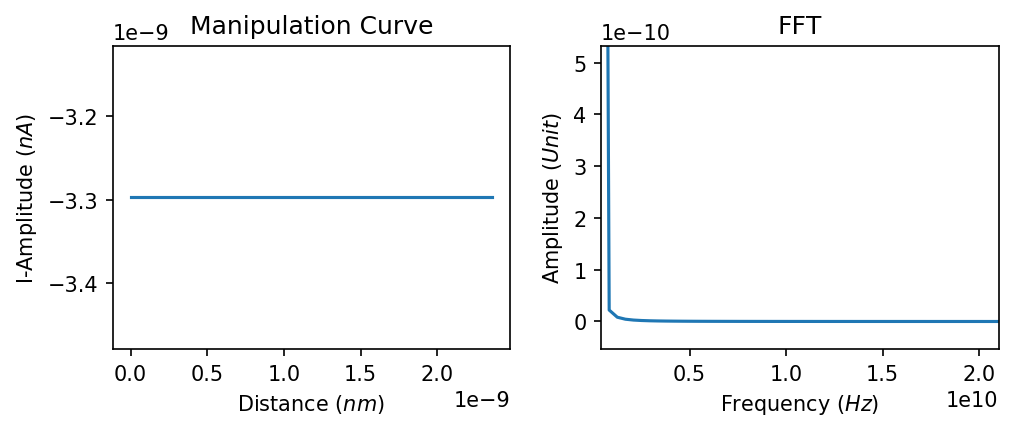 Manipulation Curve
1e−9
I-Amplitude (nA)
−3.2
−3.3
−3.4
0.0 0.5 1.0 1.5 2.0
Distance (nm)
1e−9
FFT
1e−10
Amplitude (Unit)
5
4
3
2
1
0
0.5 1.0 1.5 2.0
Frequency (Hz)
1e10